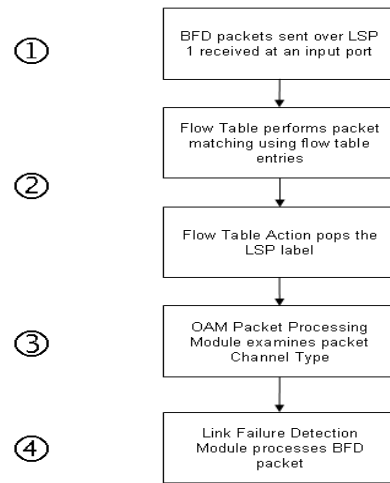 ①
BFD packets sent over LSP
1 received at an input port
Flow Table performs packet
matching using flow table
entries
②
Flow Table Action pops the
LSP label
③
OAM Packet Processing
Module examines packet
Channel Type
④
Link Failure Detection
Module processes BFD
packet